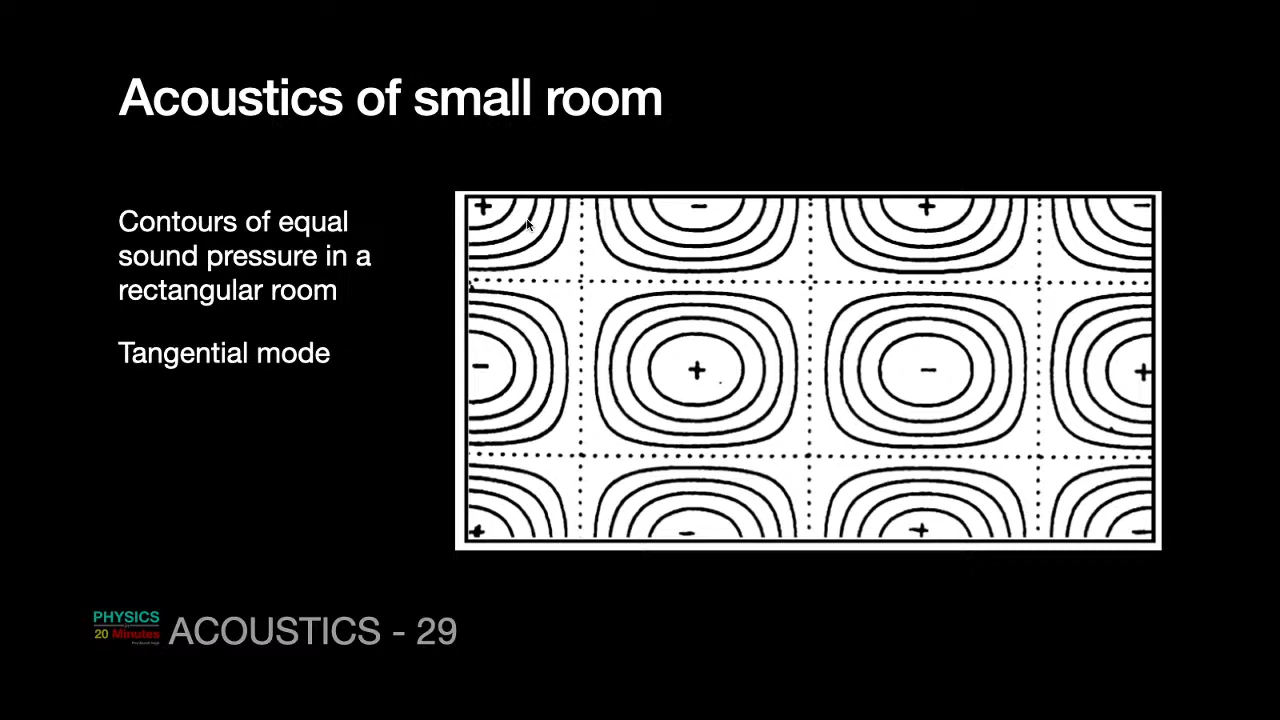 Acoustics of small room
Contours of equal
sound pressure in a
rectangular room
Tangential mode
+ - + -
- + - +
+ - + -
PHYSICS
20 Minutes
ACOUSTICS - 29